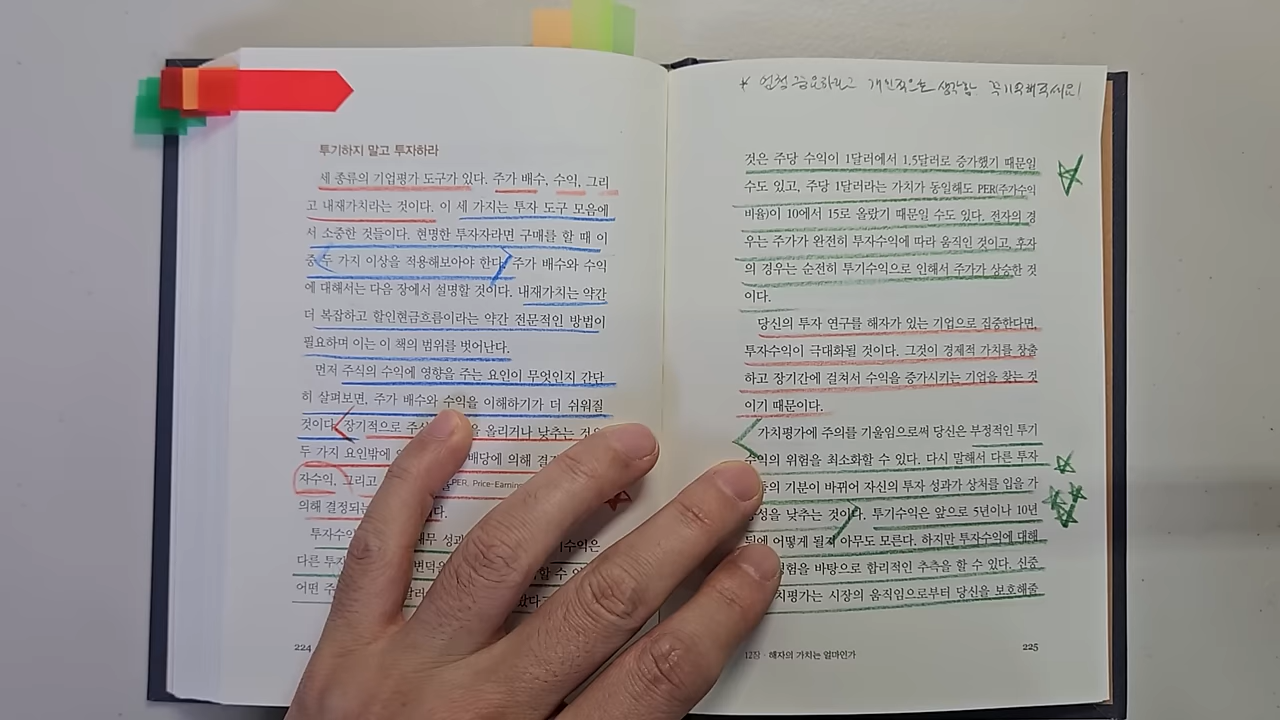 투기하지 말고 투자하라
세 종류의 기업평가 도구가 있다. 주가 배수, 수익, 그리
고 내재가치라는 것이다. 이 세 가지는 투자 도구 모음에
서 소중한 것들이다. 현명한 투자자라면 구매를 할 때 이
중 두 가지 이상을 적용해보아야 한다. 주가 배수와 수익
에 대해서는 다음 장에서 설명할 것이다. 내재가치는 약간
더 복잡하고 할인현금흐름이라는 약간 전문적인 방법이
필요하며 이는 이 책의 범위를 벗어난다.
먼저 주식의 수익에 영향을 주는 요인이 무엇인지 간단
히 살펴보면, 주가 배수와 수익을 이해하기가 더 쉬워질
것이다. 장기적으로 을 올리거나 낮추는
두 가지 요인밖에 배당에 의해
자수익, 그리고 PER, Price-Earning
의해
다른
어떤
224
* 엄청 중요하다고 개인적으로 생각함 꼭 기억해주세요!
것은 주당 수익이 1달러에서 1.5달러로 증가했기 때문일
수도 있고, 주당 1달러라는 가치가 동일해도 PER(주가수익
비율)이 10에서 15로 올랐기 때문일 수도 있다. 전자의 경
우는 주가가 완전히 투자수익에 따라 움직인 것이고, 후자
의 경우는 순전히 투기수익으로 인해서 주가가 상승한 것
이다.
당신의 투자 연구를 해자가 있는 기업으로 집중한다면,
투자수익이 극대화될 것이다. 그것이 경제적 가치를 창출
하고 장기간에 걸쳐서 수익을 증가시키는 기업을 찾는 것
이기 때문이다.
가치평가에 주의를 기울임으로써 당신은 부정적인 투기
수익의 위험을 최소화할 수 있다. 다시 말해서 다른 투자
들의 기분이 바뀌어 자신의 투자 성과가 상처를 입을 가
능성을 낮추는 것이다. 투기수익은 앞으로 5년이나 10년
뒤에 어떻게 될지 아무도 모른다. 하지만 투자수익에 대해
경험을 바탕으로 합리적인 추측을 할 수 있다. 신중
가치평가는 시장의 움직임으로부터 당신을 보호해줄
12장 · 해자의 가치는 얼마인가
225